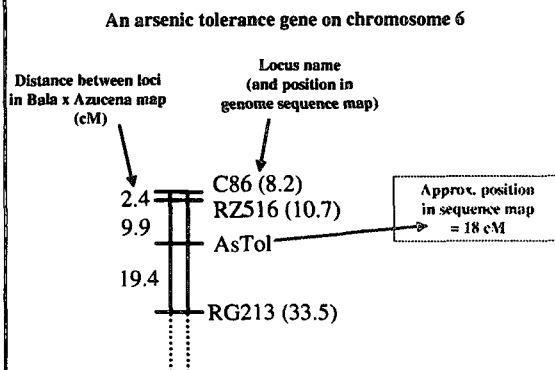 An arsenic tolerance gene on chromosome 6
Distance between loci
in Bala x Azucena map
(cM)
Locus name
(and position in
genome sequence map)
2.4
9.9
19.4
C86 (8.2)
RZ516 (10.7)
AsTol
RG213 (33.5)
Approx. position
in sequence map
= 18 cM